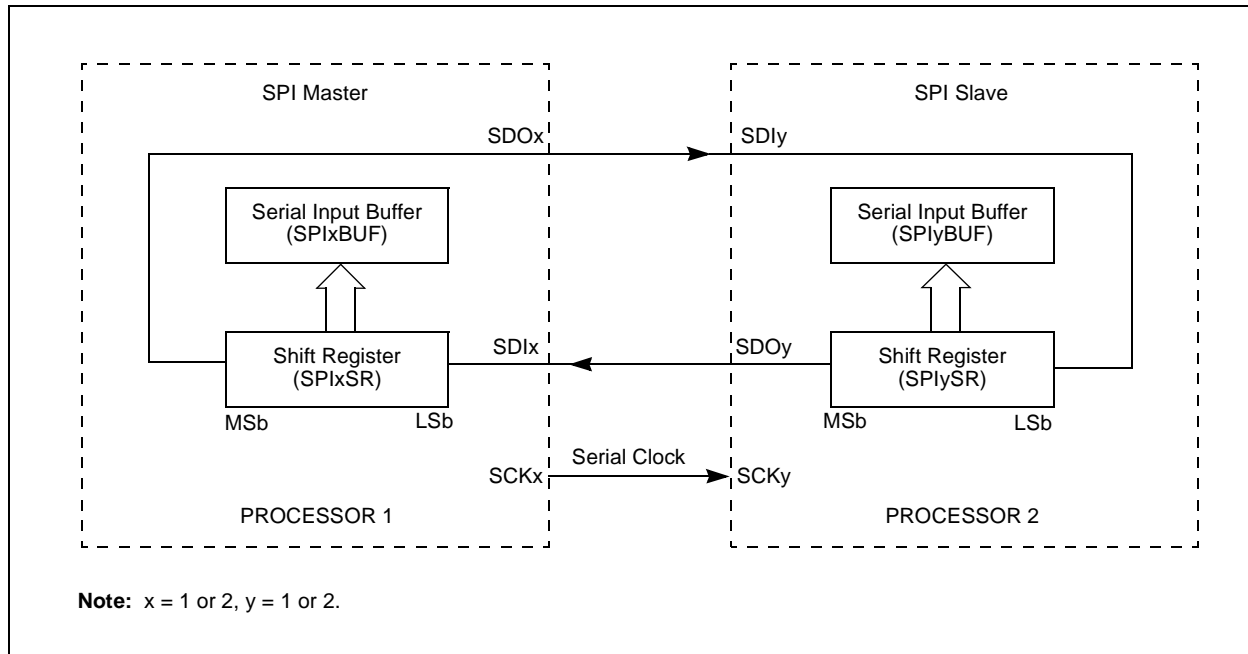 SPI Master
SPI Slave
SDOx
SDIy
Serial Input Buffer
(SPIxBUF)
Serial Input Buffer
(SPIyBUF)
Shift Register
(SPIxSR)
SDIx
SDOy
Shift Register
(SPIySR)
MSb
LSb
MSb
LSb
Serial Clock
SCKx
SCKy
PROCESSOR 1
PROCESSOR 2
Note: x = 1 or 2, y = 1 or 2.